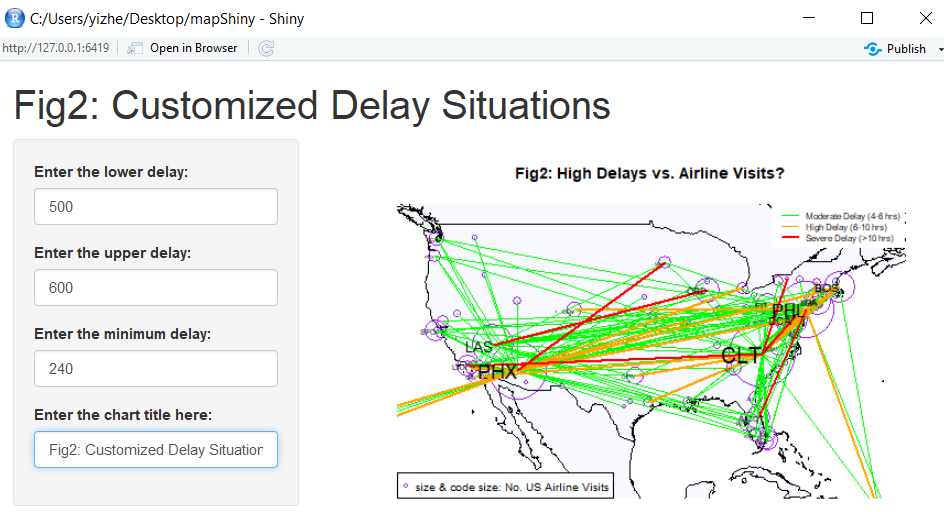 C:/Users/yizhe/Desktop/mapShiny - Shiny
http://127.0.0.1:6419
Open in Browser
Publish
Fig2: Customized Delay Situations
Enter the lower delay:
500
Enter the upper delay:
600
Enter the minimum delay:
240
Enter the chart title here:
Fig2: Customized Delay Situation
Fig2: High Delays vs. Airline Visits?
Moderate Delay (4-6 hrs)
High Delay (6-10 hrs)
Severe Delay (>10 hrs)
BOS
PHL
LAS
CLT
PHX
size & code size: No. US Airline Visits